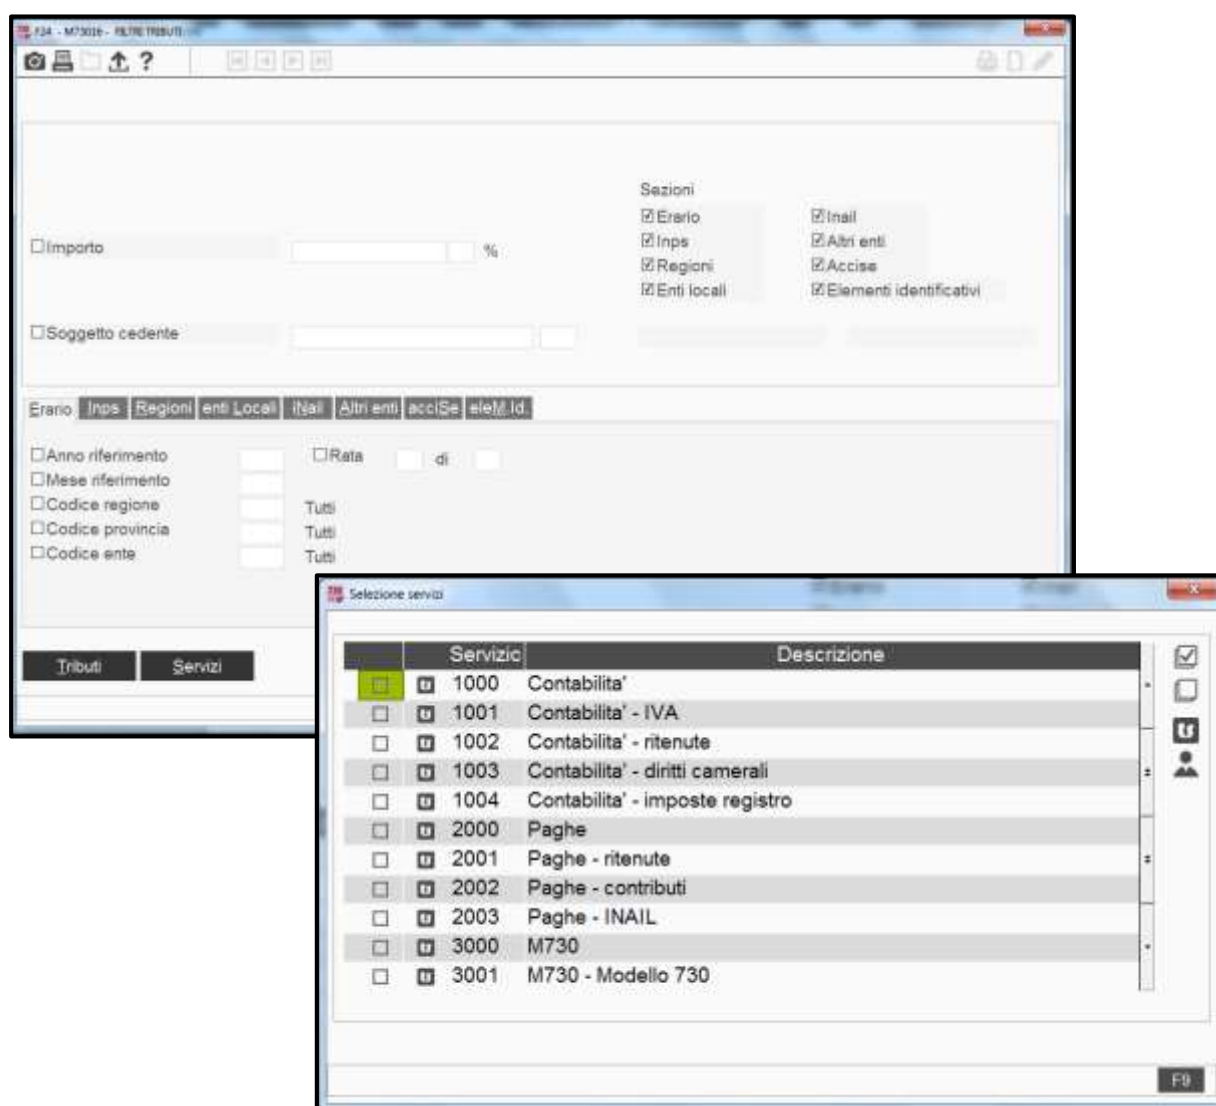 F24 - M73016 - FILTRI TRIBUTI
?
Sezioni
Erario
Inail
Importo
%
Inps
Altri enti
Regioni
Accise
Enti locali
Elementi identificativi
Soggetto cedente
Erario Inps Regioni enti Locali iNail Altri enti acciSe eleM.Id.
Anno riferimento
Rata
di
Mese riferimento
Codice regione
Tutti
Codice provincia
Tutti
Codice ente
Tutti
Tributi
Servizi
Selezione servizi
Servizio Descrizione
1000 Contabilita'
1001 Contabilita' - IVA
1002 Contabilita' - ritenute
1003 Contabilita' - diritti camerali
1004 Contabilita' - imposte registro
2000 Paghe
2001 Paghe - ritenute
2002 Paghe - contributi
2003 Paghe - INAIL
3000 M730
3001 M730 - Modello 730
F9